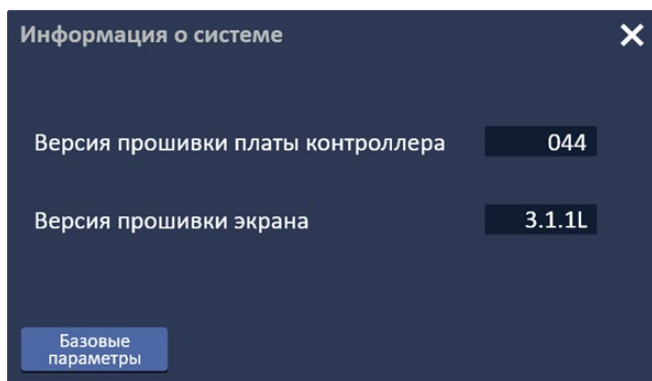 Информация о системе
Версия прошивки платы контроллера 044
Версия прошивки экрана 3.1.1L
Базовые
параметры